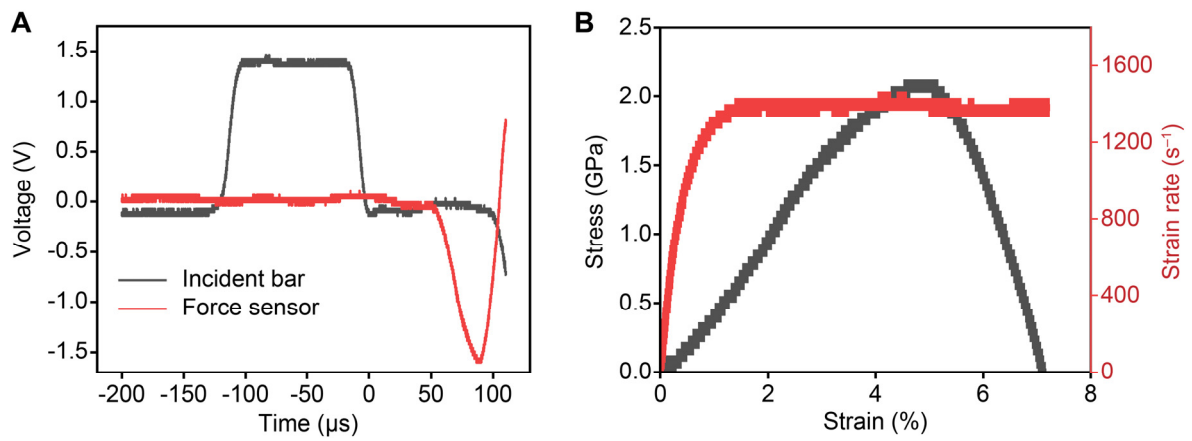 A
1.5
1.0
0.5
0.0
-0.5
-1.0
-1.5
Voltage (V)
Incident bar
Force sensor
-200 -150 -100 -50 0 50 100
Time (µs)
B
2.5
2.0
1.5
1.0
0.5
0.0
Stress (GPa)
0 2 4 6 8
Strain (%)
1600
1200
800
400
0
Strain rate (s⁻¹)